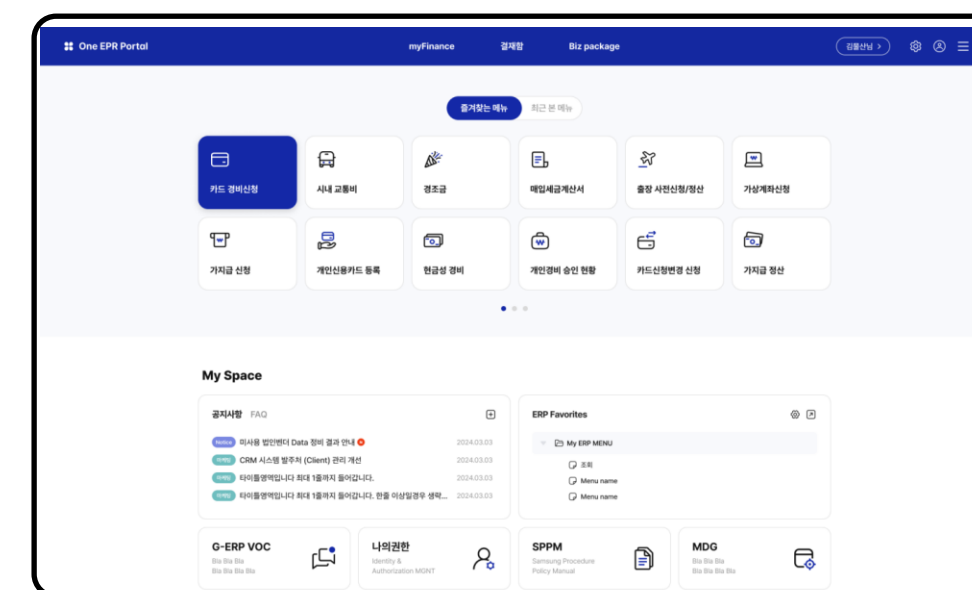 One EPR Portal
myFinance 결재함 Biz package
김물산님 >
즐겨찾는 메뉴 최근 본 메뉴
카드 경비신청 시내 교통비 경조금 매입세금계산서 출장 사전신청/정산 가상계좌신청
가지급 신청 개인신용카드 등록 현금성 경비 개인경비 승인 현황 카드신청변경 신청 가지급 정산
My Space
공지사항 FAQ
Notice 미사용 법인벤더 Data 정비 결과 안내 2024.03.03
CRM 시스템 발주처 (Client) 관리 개선 2024.03.03
타이틀영역입니다 최대 1줄까지 들어갑니다. 2024.03.03
타이틀영역입니다 최대 1줄까지 들어갑니다. 한줄 이상일경우 생략... 2024.03.03
ERP Favorites
My ERP MENU
조회
Menu name
Menu name
G-ERP VOC
Bla Bla Bla
Bla Bla Bla Bla
나의권한
Identity &
Authorization MGNT
SPPM
Samsung Procedure
Policy Manual
MDG
Bla Bla Bla
Bla Bla Bla Bla